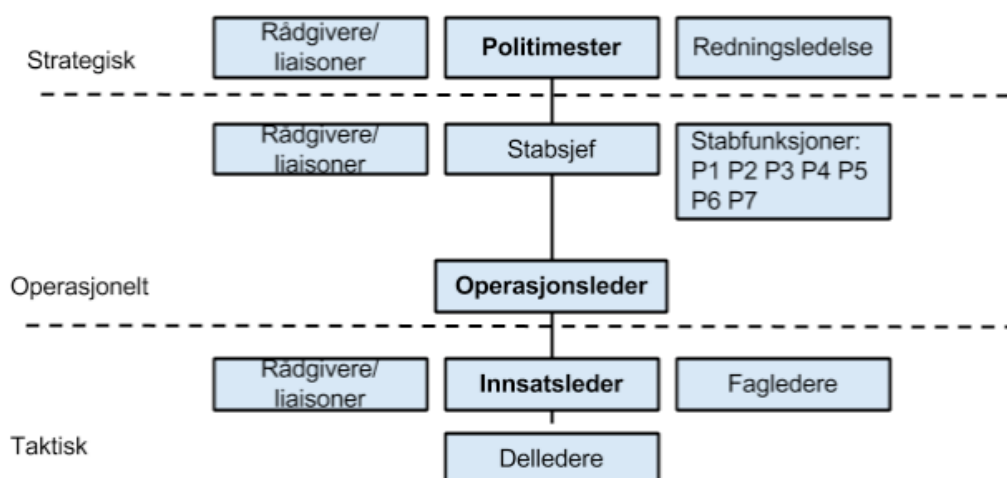 Strategisk
Rådgivere/
liaisoner
Politimester
Redningsledelse
Rådgivere/
liaisoner
Stabsjef
Stabfunksjoner:
P1 P2 P3 P4 P5
P6 P7
Operasjonelt
Operasjonsleder
Rådgivere/
liaisoner
Innsatsleder
Fagledere
Taktisk
Delledere